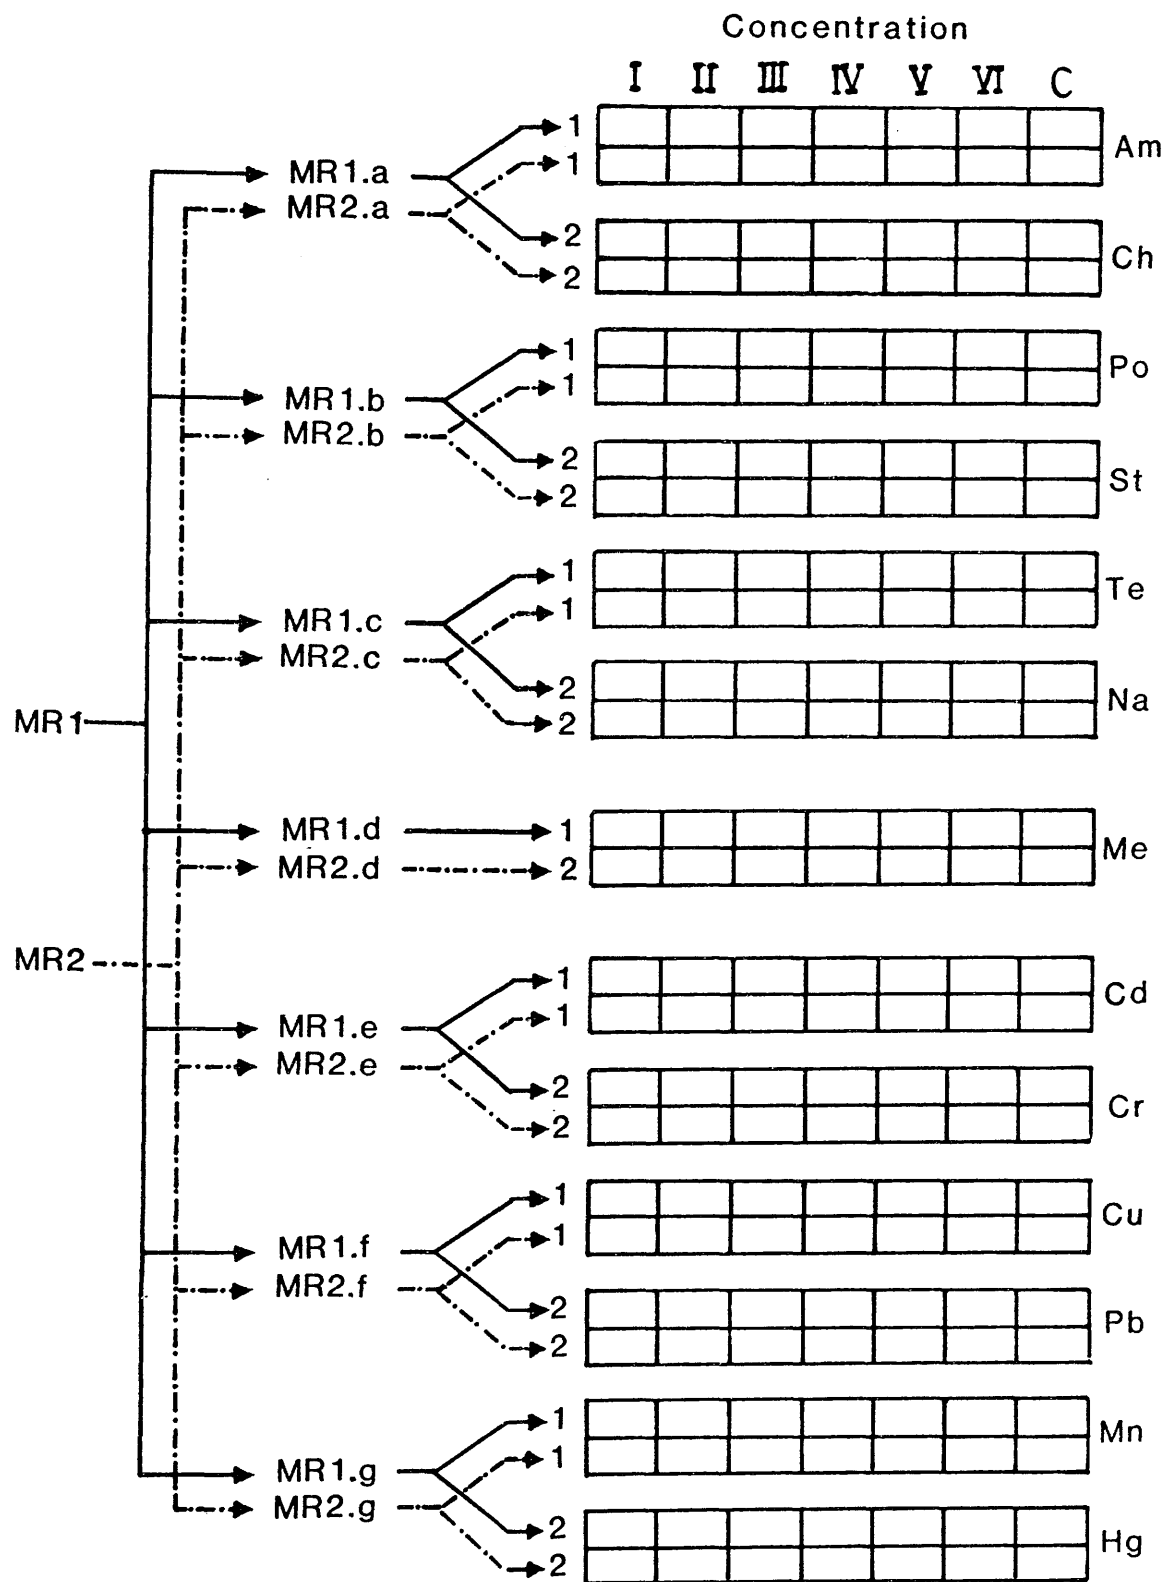 Concentration
I II III IV V VI C
1 Am
1
MR1.a
MR2.a
2 Ch
2
1 Po
1
MR1.b
MR2.b
2 St
2
1 Te
1
MR1.c
MR2.c
2 Na
2
MR1
MR1.d 1 Me
MR2.d 2
MR2
1 Cd
1
MR1.e
MR2.e
2 Cr
2
1 Cu
1
MR1.f
MR2.f
2 Pb
2
1 Mn
1
MR1.g
MR2.g
2 Hg
2